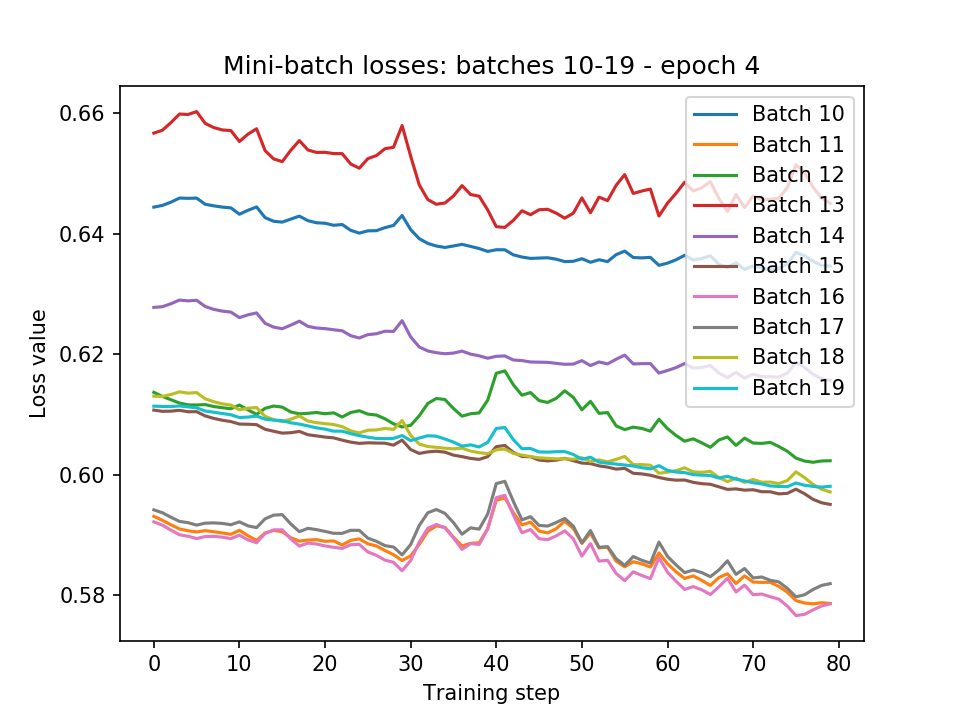 Mini-batch losses: batches 10-19 - epoch 4
Loss value
0.66
0.64
0.62
0.60
0.58
Batch 10
Batch 11
Batch 12
Batch 13
Batch 14
Batch 15
Batch 16
Batch 17
Batch 18
Batch 19
0 10 20 30 40 50 60 70 80
Training step